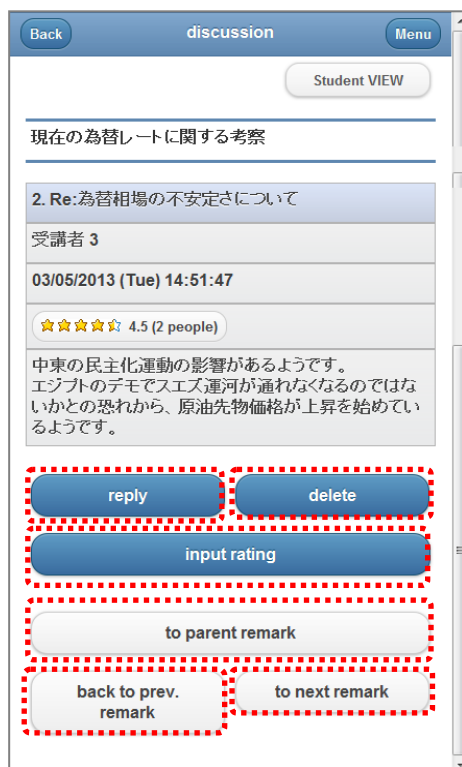 Back discussion Menu
Student VIEW
現在の為替レートに関する考察
2. Re:為替相場の不安定さについて
受講者 3
03/05/2013 (Tue) 14:51:47
4.5 (2 people)
中東の民主化運動の影響があるようです。
エジプトのデモでスエズ運河が通れなくなるのではな
いかとの恐れから、原油先物価格が上昇を始めてい
るようです。
reply delete
input rating
to parent remark
back to prev. to next remark
remark